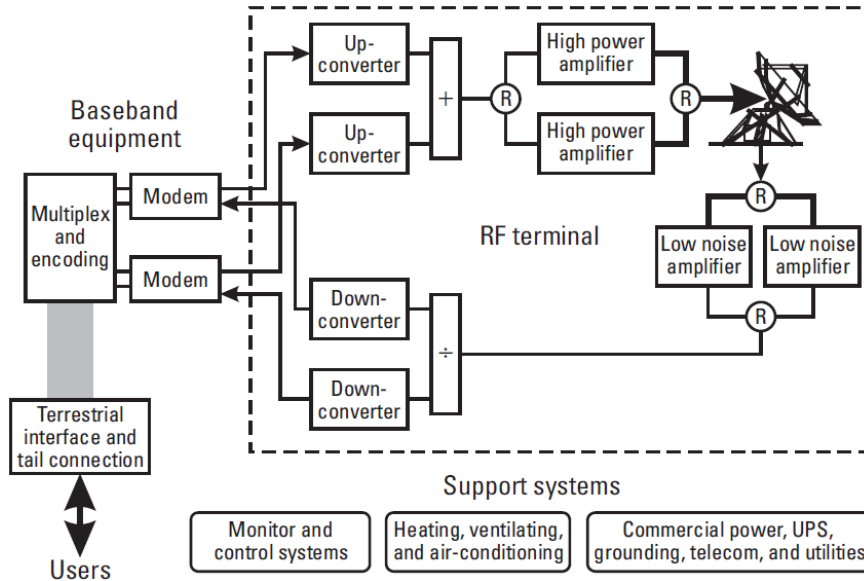 Up-
converter
+
R
High power
amplifier
R
Baseband
equipment
Up-
converter
High power
amplifier
Multiplex
and
encoding
Modem
Modem
RF terminal
R
Low noise
amplifier
Low noise
amplifier
R
Down-
converter
÷
Down-
converter
Terrestrial
interface and
tail connection
Users
Support systems
Monitor and
control systems
Heating, ventilating,
and air-conditioning
Commercial power, UPS,
grounding, telecom, and utilities